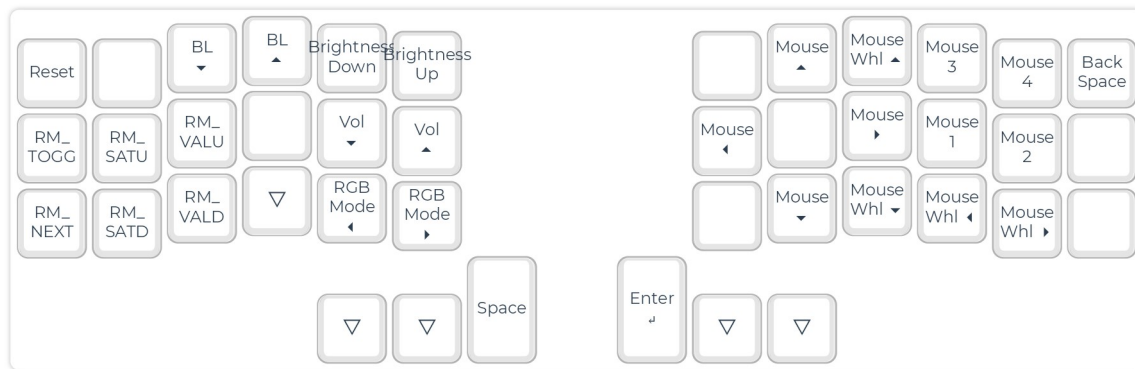 Reset
BL
▾
BL
▴
Brightness
Down
Brightness
Up
Mouse
▴
Mouse
Whl ▴
Mouse
3
Mouse
4
Back
Space
RM_
TOGG
RM_
SATU
RM_
VALU
Vol
▾
Vol
▴
Mouse
◂
Mouse
▸
Mouse
1
Mouse
2
RM_
NEXT
RM_
SATD
RM_
VALD
▽
RGB
Mode
◂
RGB
Mode
▸
Mouse
▾
Mouse
Whl ▾
Mouse
Whl ◂
Mouse
Whl ▸
▽
▽
Space
Enter
↵
▽
▽